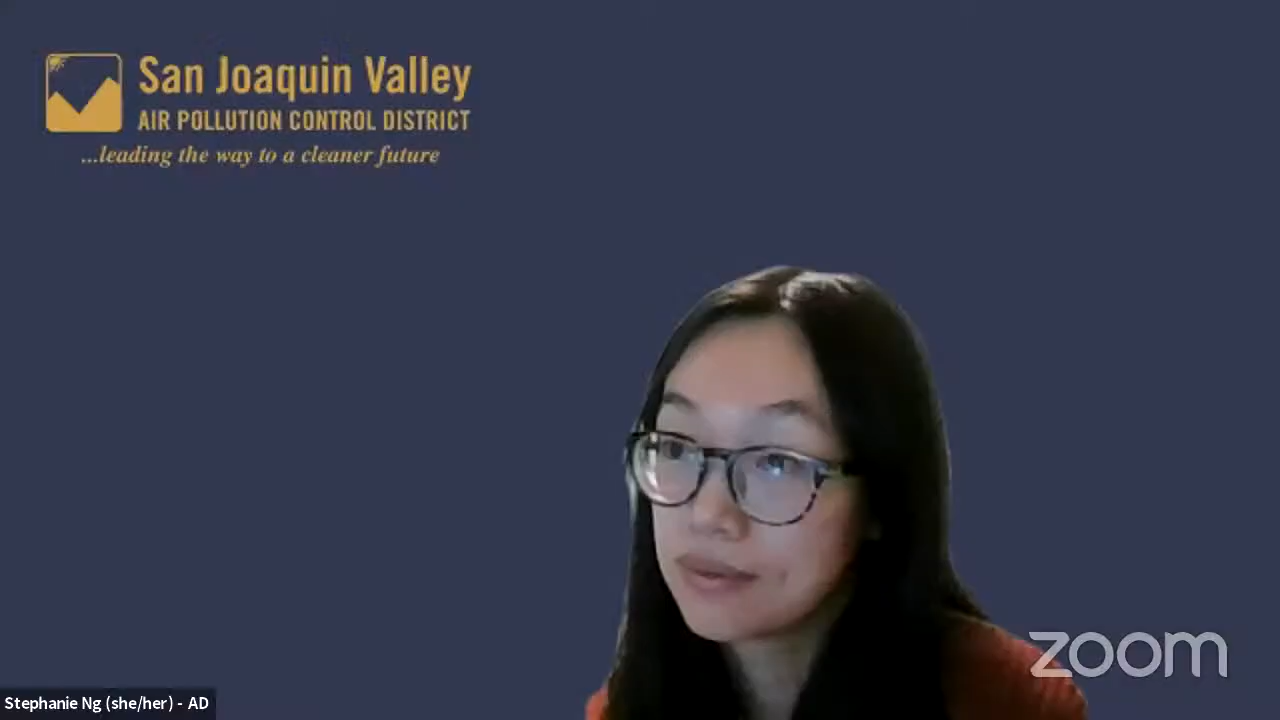 San Joaquin Valley
AIR POLLUTION CONTROL DISTRICT
...leading the way to a cleaner future
zoom
Stephanie Ng (she/her) - AD